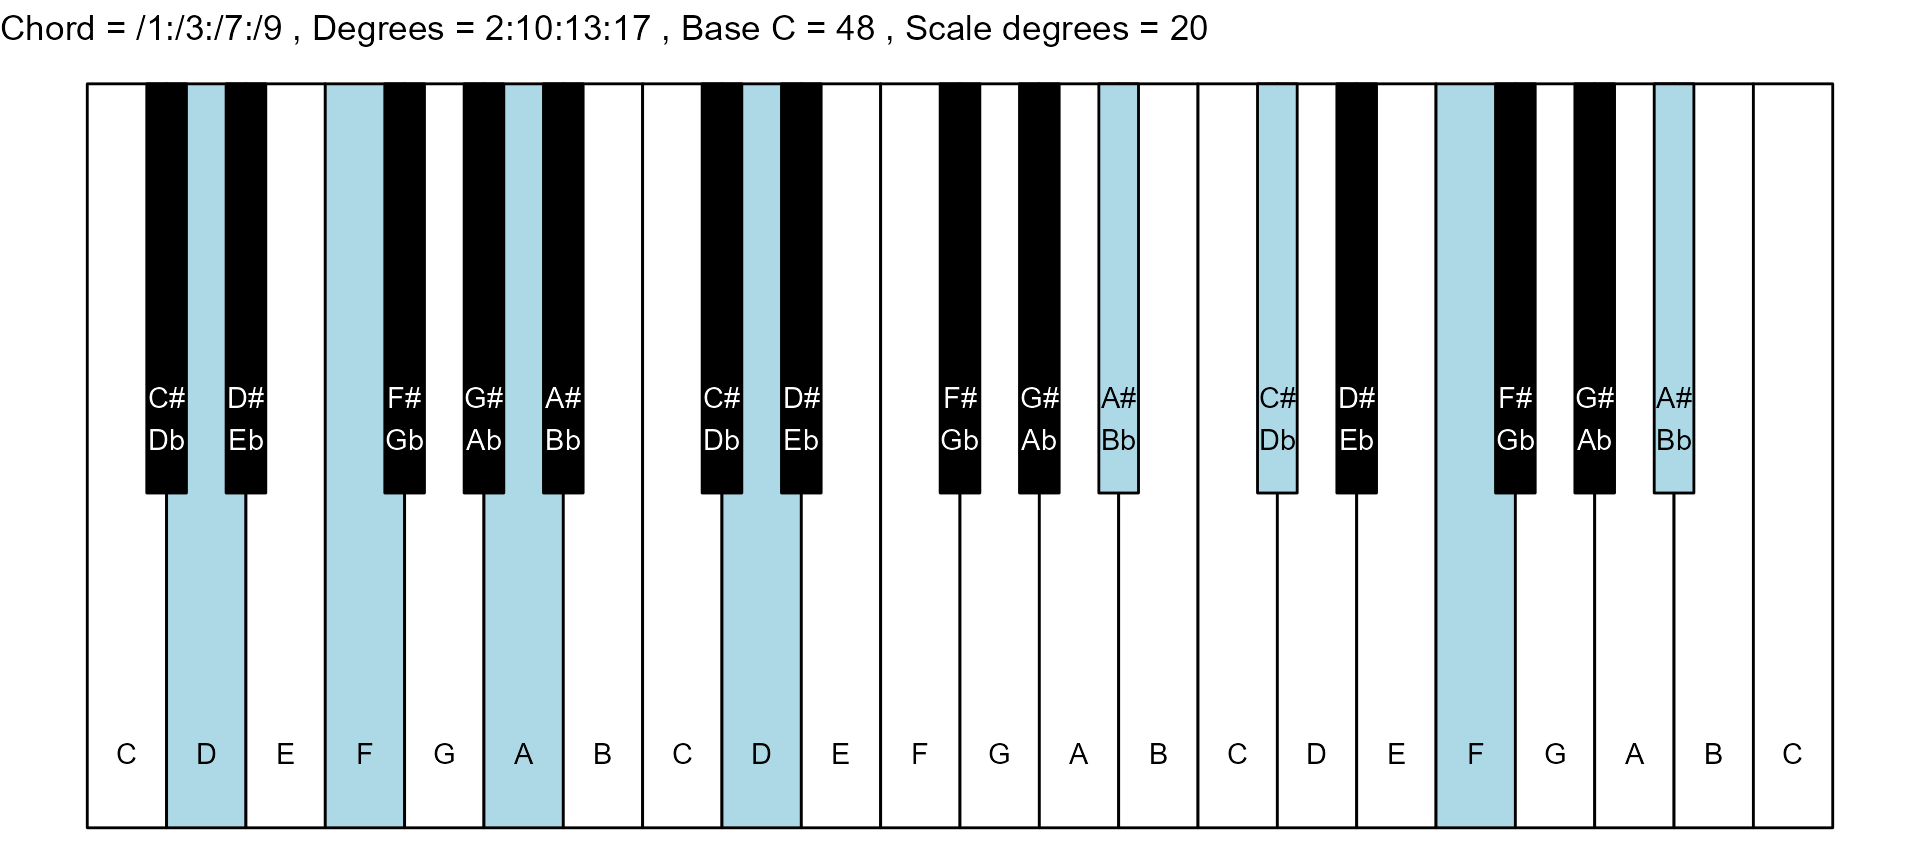 Chord = /1:/3:/7:/9 , Degrees = 2:10:13:17 , Base C = 48 , Scale degrees = 20
C# D# F# G# A# C# D# F# G# A# C# D# F# G# A#
Db Eb Gb Ab Bb Db Eb Gb Ab Bb Db Eb Gb Ab Bb
C D E F G A B C D E F G A B C D E F G A B C